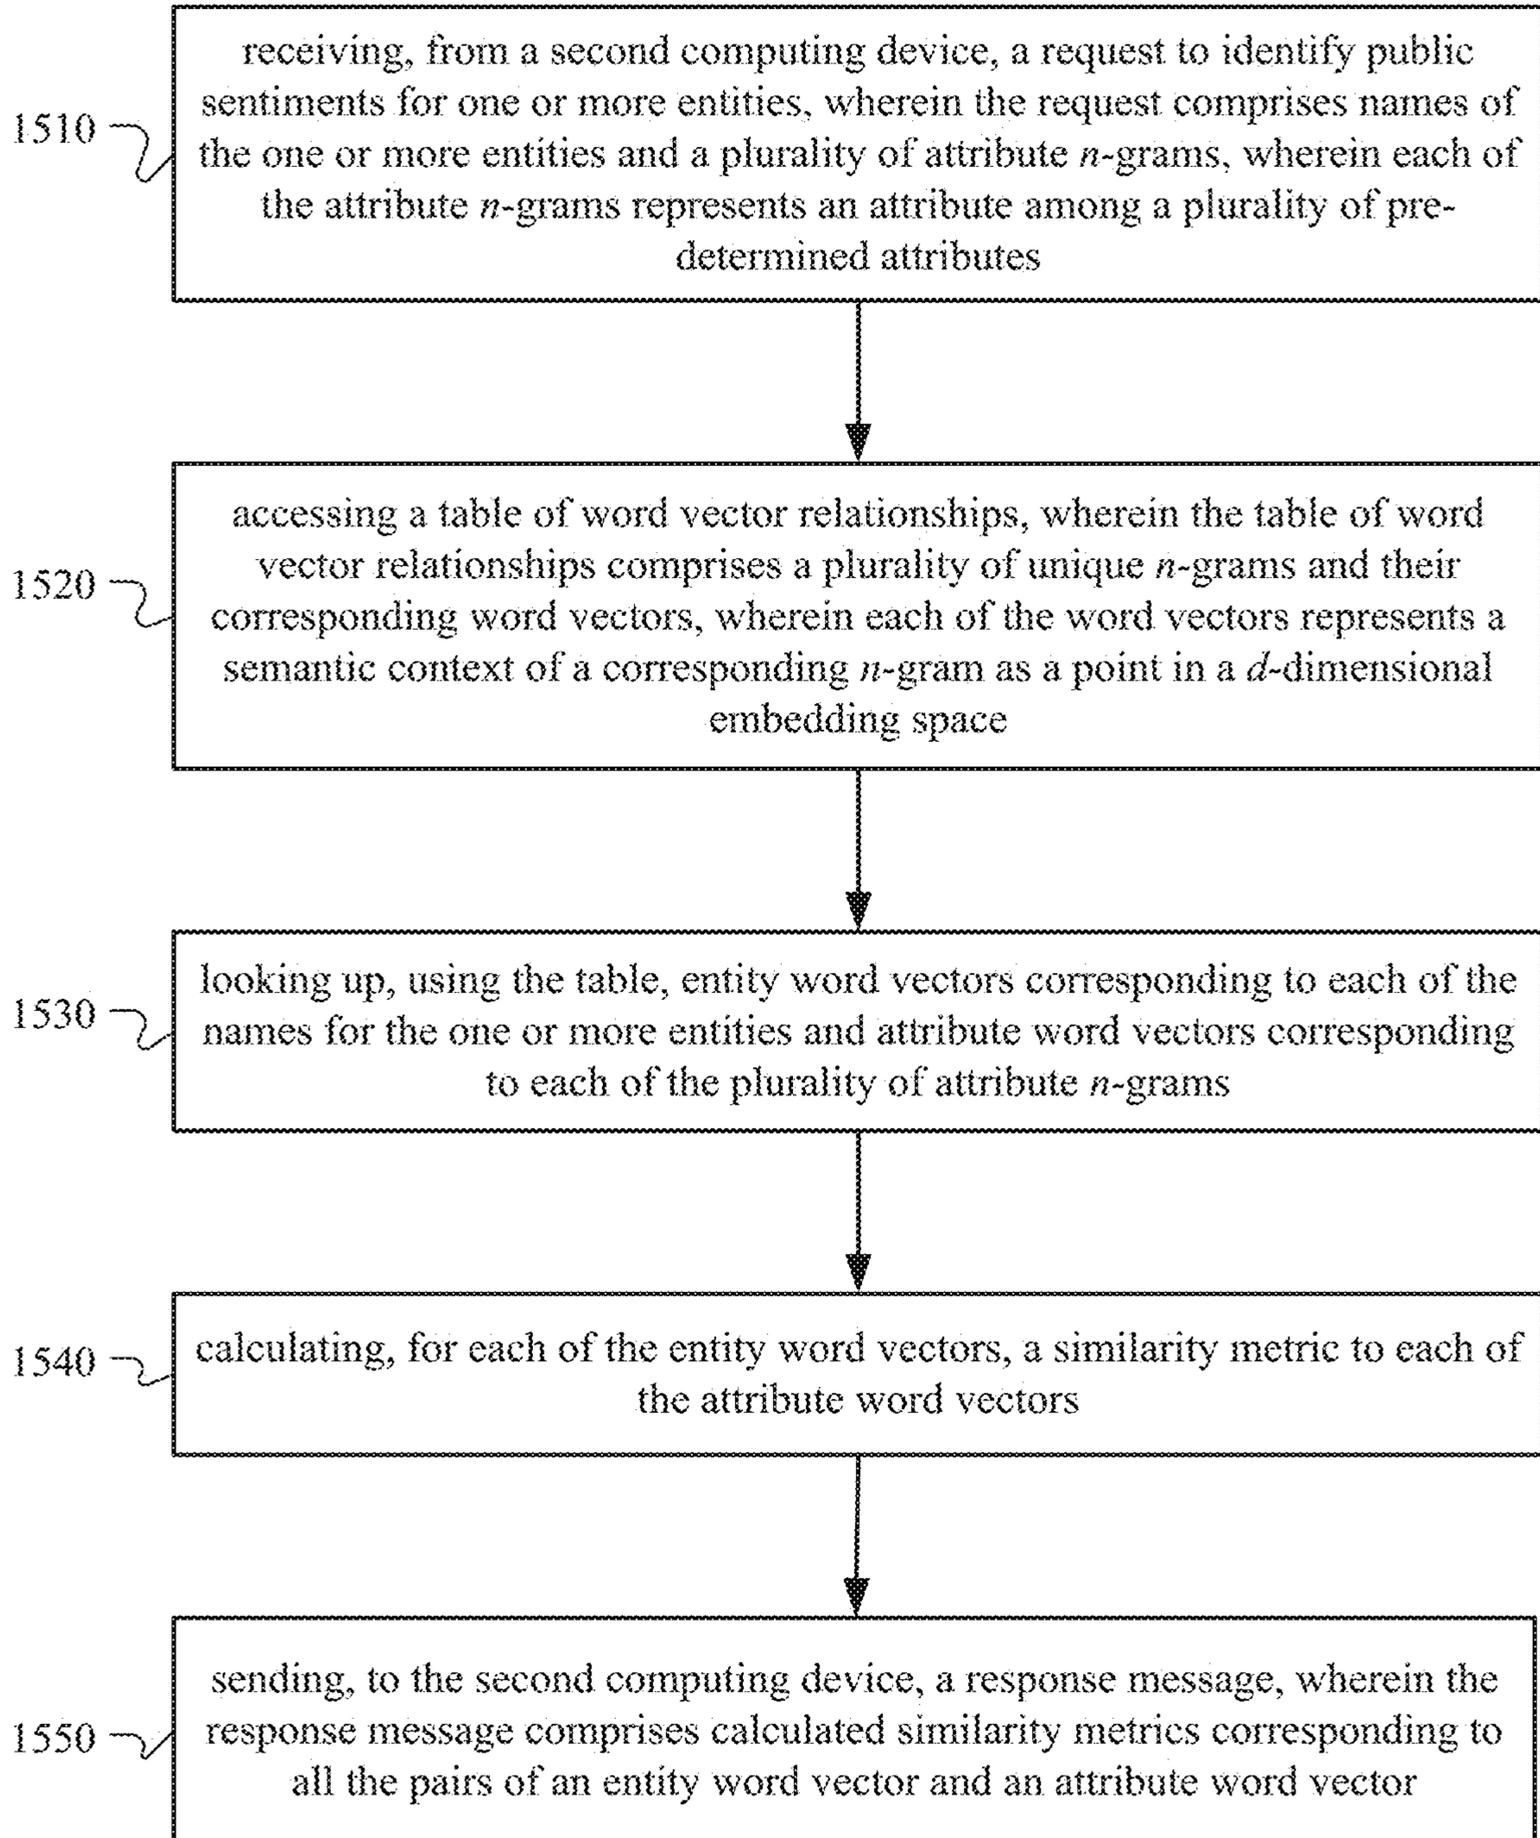 receiving, from a second computing device, a request to identify public
sentiments for one or more entities, wherein the request comprises names of
1510
the one or more entities and a plurality of attribute n-grams, wherein each of
the attribute n-grams represents an attribute among a plurality of pre-
determined attributes
accessing a table of word vector relationships, wherein the table of word
vector relationships comprises a plurality of unique n-grams and their
1520
corresponding word vectors, wherein each of the word vectors represents a
semantic context of a corresponding n-gram as a point in a d-dimensional
embedding space
looking up, using the table, entity word vectors corresponding to each of the
1530
names for the one or more entities and attribute word vectors corresponding
to each of the plurality of attribute n-grams
calculating, for each of the entity word vectors, a similarity metric to each of
1540
the attribute word vectors
sending, to the second computing device, a response message, wherein the
response message comprises calculated similarity metrics corresponding to
1550
all the pairs of an entity word vector and an attribute word vector